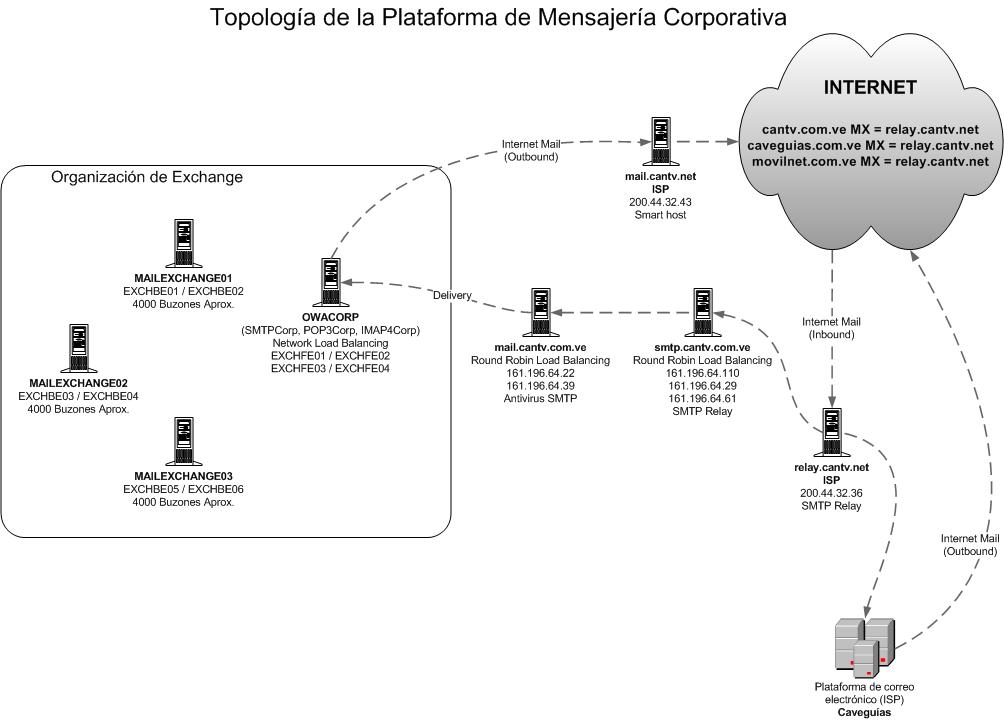 Topología de la Plataforma de Mensajería Corporativa
INTERNET
cantv.com.ve MX = relay.cantv.net
caveguias.com.ve MX = relay.cantv.net
movilnet.com.ve MX = relay.cantv.net
Internet Mail
(Outbound)
mail.cantv.net
ISP
200.44.32.43
Smart host
Organización de Exchange
MAILEXCHANGE01
EXCHBE01 / EXCHBE02
4000 Buzones Aprox.
MAILEXCHANGE02
EXCHBE03 / EXCHBE04
4000 Buzones Aprox.
MAILEXCHANGE03
EXCHBE05 / EXCHBE06
4000 Buzones Aprox.
OWACORP
(SMTPCorp, POP3Corp, IMAP4Corp)
Network Load Balancing
EXCHFE01 / EXCHFE02
EXCHFE03 / EXCHFE04
Delivery
mail.cantv.com.ve
Round Robin Load Balancing
161.196.64.22
161.196.64.39
Antivirus SMTP
smtp.cantv.com.ve
Round Robin Load Balancing
161.196.64.110
161.196.64.29
161.196.64.61
SMTP Relay
Internet Mail
(Inbound)
relay.cantv.net
ISP
200.44.32.36
SMTP Relay
Internet Mail
(Outbound)
Plataforma de correo
electrónico (ISP)
Caveguias